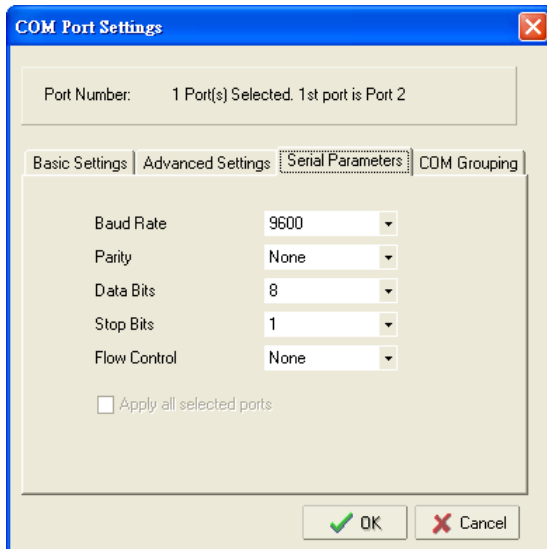 COM Port Settings
Port Number: 1 Port(s) Selected. 1st port is Port 2
Basic Settings Advanced Settings Serial Parameters COM Grouping
Baud Rate 9600
Parity None
Data Bits 8
Stop Bits 1
Flow Control None
Apply all selected ports
OK Cancel